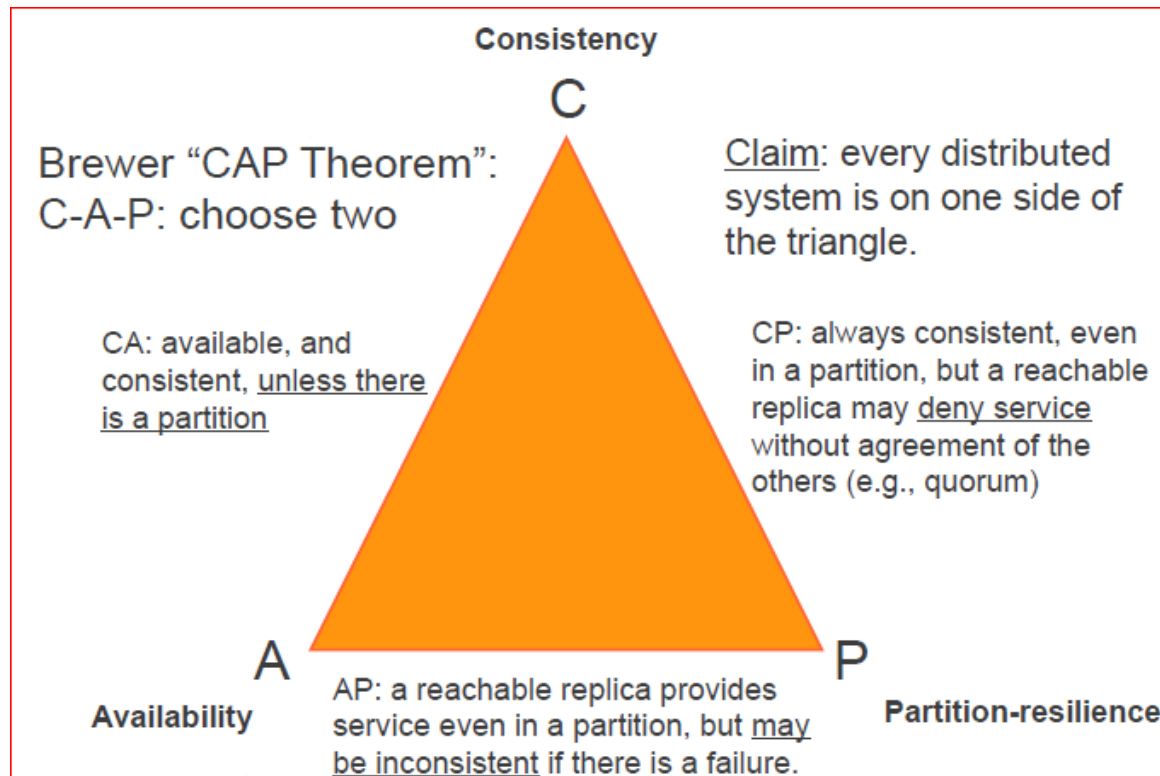 Consistency
C
Brewer “CAP Theorem”:
C-A-P: choose two
Claim: every distributed
system is on one side of
the triangle.
CA: available, and
consistent, unless there
is a partition
CP: always consistent, even
in a partition, but a reachable
replica may deny service
without agreement of the
others (e.g., quorum)
A
Availability
AP: a reachable replica provides
service even in a partition, but may
be inconsistent if there is a failure.
P
Partition-resilience